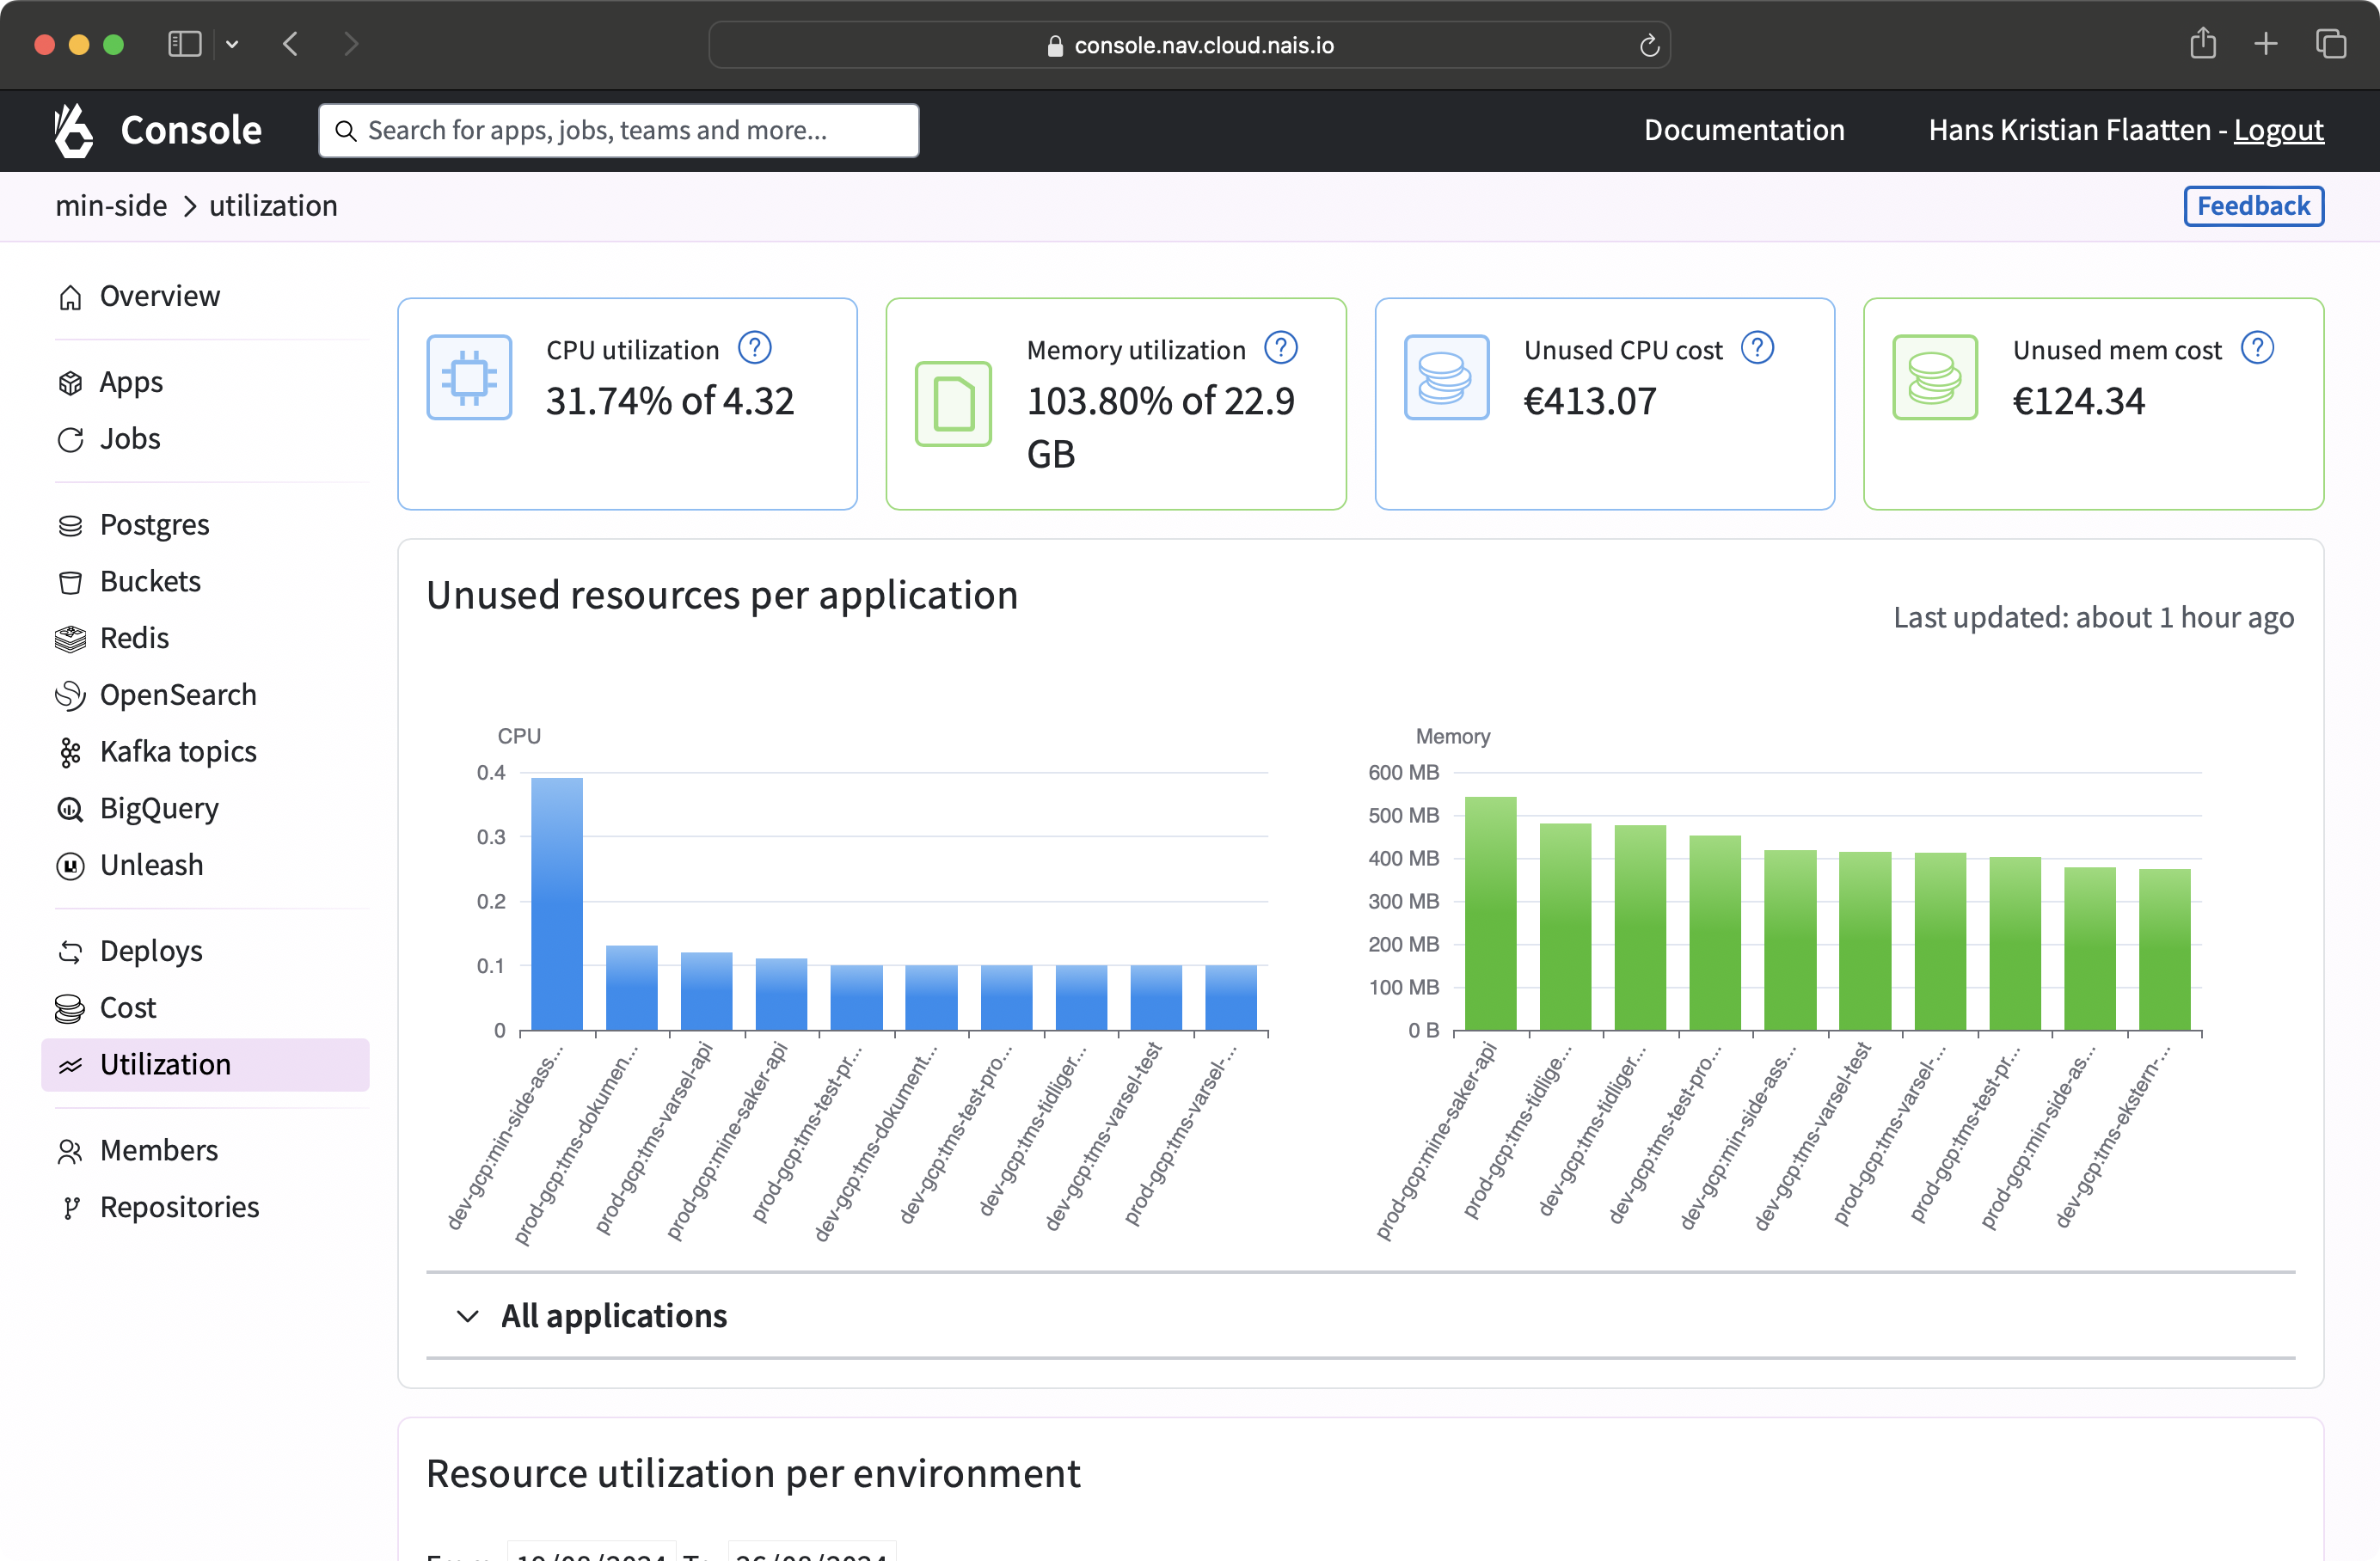 console.nav.cloud.nais.io
Console
Search for apps, jobs, teams and more...
Documentation
Hans Kristian Flaatten - Logout
min-side > utilization
Feedback
Overview
Apps
Jobs
Postgres
Buckets
Redis
OpenSearch
Kafka topics
BigQuery
Unleash
Deploys
Cost
Utilization
Members
Repositories
CPU utilization ?
31.74% of 4.32
Memory utilization ?
103.80% of 22.9
GB
Unused CPU cost ?
€413.07
Unused mem cost ?
€124.34
Unused resources per application
Last updated: about 1 hour ago
CPU
0.4
0.3
0.2
0.1
0
dev-gcp:min-side-ass...
prod-gcp:tms-dokumen...
prod-gcp:tms-varsel-api
prod-gcp:mine-saker-api
prod-gcp:tms-test-pr...
dev-gcp:tms-dokument...
dev-gcp:tms-test-pro...
dev-gcp:tms-tidliger...
dev-gcp:tms-varsel-test
prod-gcp:tms-varsel-...
Memory
600 MB
500 MB
400 MB
300 MB
200 MB
100 MB
0 B
prod-gcp:mine-saker-api
prod-gcp:tms-tidlige...
dev-gcp:tms-tidliger...
dev-gcp:tms-test-pro...
dev-gcp:min-side-ass...
dev-gcp:tms-varsel-test
prod-gcp:tms-varsel-...
prod-gcp:tms-test-pr...
prod-gcp:min-side-as...
dev-gcp:tms-ekstern-...
All applications
Resource utilization per environment